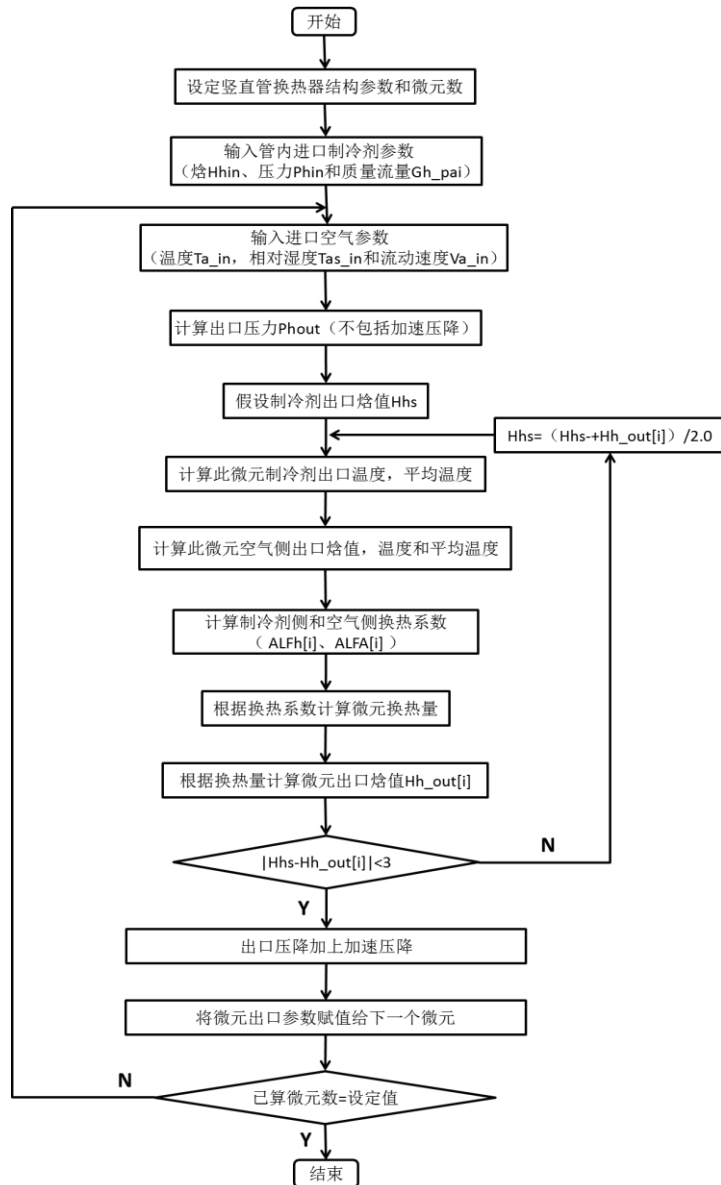 开始
设定竖直管换热器结构参数和微元数
输入管内进口制冷剂参数
（焓Hhin、压力Phin和质量流量Gh_pai）
输入进口空气参数
（温度Ta_in，相对湿度Tas_in和流动速度Va_in）
计算出口压力Phout（不包括加速压降）
假设制冷剂出口焓值Hhs
Hhs=（Hhs-+Hh_out[i]）/2.0
计算此微元制冷剂出口温度，平均温度
计算此微元空气侧出口焓值，温度和平均温度
计算制冷剂侧和空气侧换热系数
（ ALFh[i]、ALFA[i] ）
根据换热系数计算微元换热量
根据换热量计算微元出口焓值Hh_out[i]
|Hhs-Hh_out[i]|<3
N
Y
出口压降加上加速压降
将微元出口参数赋值给下一个微元
N
已算微元数=设定值
Y
结束